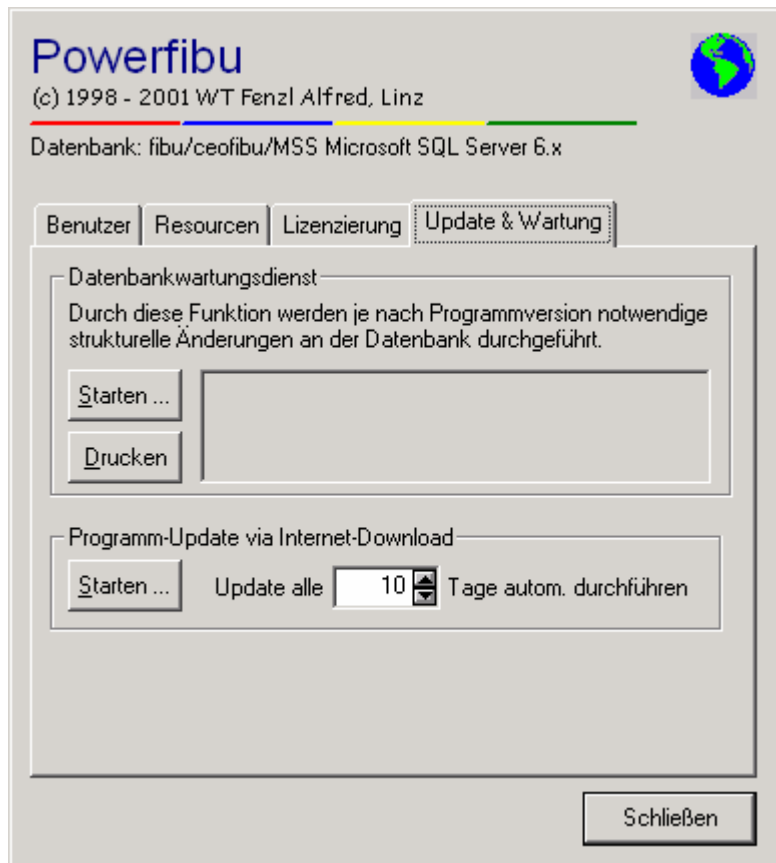 Powerfibu
(c) 1998 - 2001 WT Fenzl Alfred, Linz
Datenbank: fibu/ceofibu/MSS Microsoft SQL Server 6.x
Benutzer Resourcen Lizenzierung Update & Wartung
Datenbankwartungsdienst
Durch diese Funktion werden je nach Programmversion notwendige
strukturelle Änderungen an der Datenbank durchgeführt.
Starten ...
Drucken
Programm-Update via Internet-Download
Starten ... Update alle 10 Tage autom. durchführen
Schließen